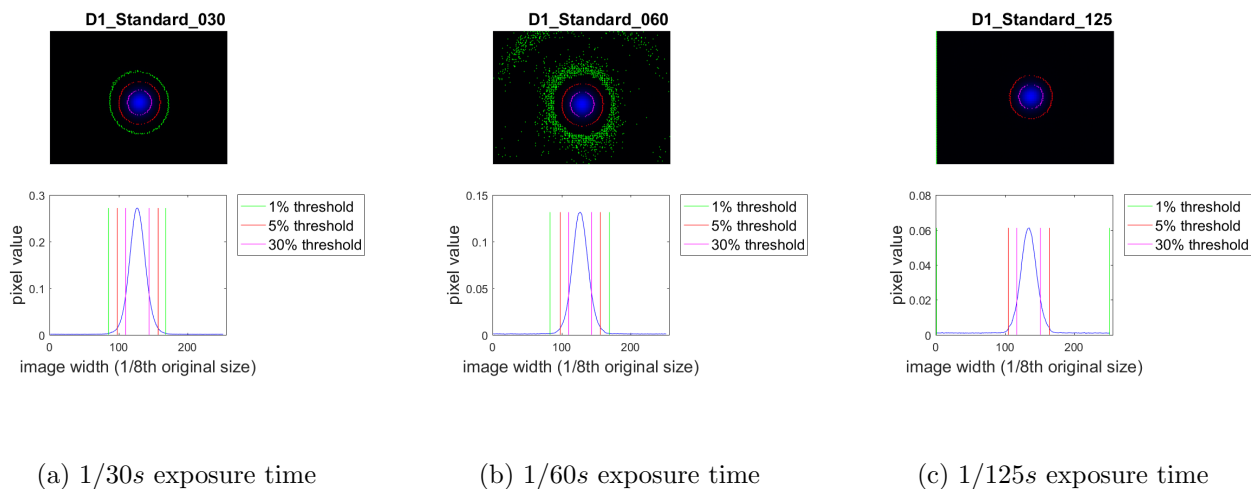 D1_Standard_030
0.3
0.2
0.1
0
pixel value
0
100
200
image width (1/8th original size)
1% threshold
5% threshold
30% threshold
(a) 1/30s exposure time
D1_Standard_060
0.15
0.1
0.05
0
pixel value
0
100
200
image width (1/8th original size)
1% threshold
5% threshold
30% threshold
(b) 1/60s exposure time
D1_Standard_125
0.08
0.06
0.04
0.02
0
pixel value
0
100
200
image width (1/8th original size)
1% threshold
5% threshold
30% threshold
(c) 1/125s exposure time